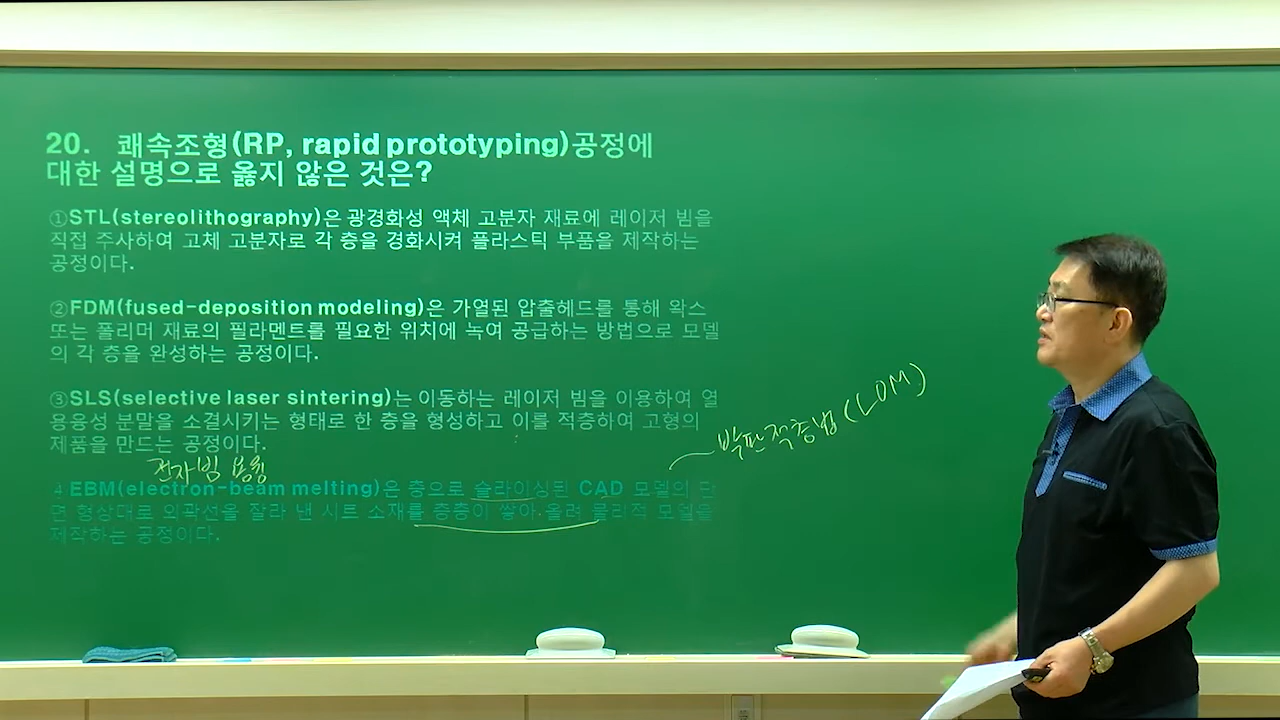 20. 쾌속조형(RP, rapid prototyping)공정에
대한 설명으로 옳지 않은 것은?
①STL(stereolithography)은 광경화성 액체 고분자 재료에 레이저 빔을
직접 주사하여 고체 고분자로 각 층을 경화시켜 플라스틱 부품을 제작하는
공정이다.
②FDM(fused-deposition modeling)은 가열된 압출헤드를 통해 왁스
또는 폴리머 재료의 필라멘트를 필요한 위치에 녹여 공급하는 방법으로 모델
의 각 층을 완성하는 공정이다.
③SLS(selective laser sintering)는 이동하는 레이저 빔을 이용하여 열
용융성 분말을 소결시키는 형태로 한 층을 형성하고 이를 적층하여 고형의
제품을 만드는 공정이다.
박판적층법(LOM)
전자빔 용융
④EBM(electron-beam melting)은 층으로 슬라이싱된 CAD 모델의 단
면 형상대로 외곽선을 잘라 낸 시트 소재를 층층이 쌓아 올려 물리적 모델을
제작하는 공정이다.